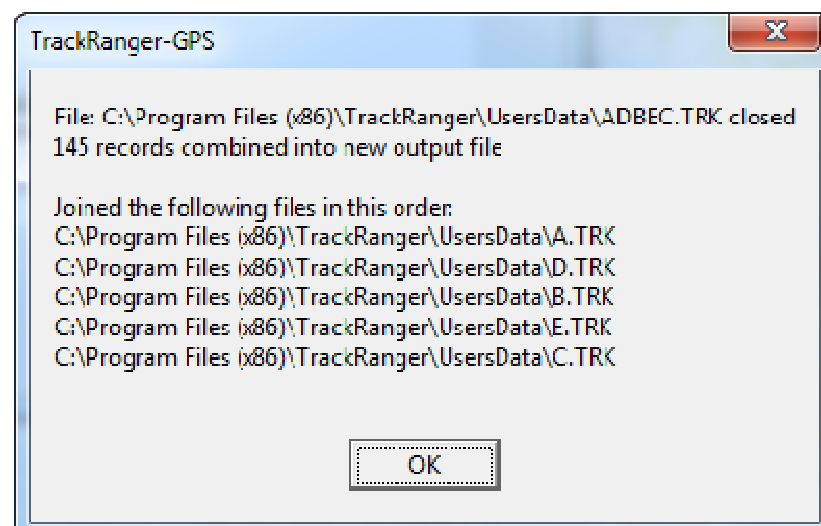 TrackRanger-GPS
File: C:\Program Files (x86)\TrackRanger\UsersData\ADBEC.TRK closed
145 records combined into new output file
Joined the following files in this order:
C:\Program Files (x86)\TrackRanger\UsersData\A.TRK
C:\Program Files (x86)\TrackRanger\UsersData\D.TRK
C:\Program Files (x86)\TrackRanger\UsersData\B.TRK
C:\Program Files (x86)\TrackRanger\UsersData\E.TRK
C:\Program Files (x86)\TrackRanger\UsersData\C.TRK
OK